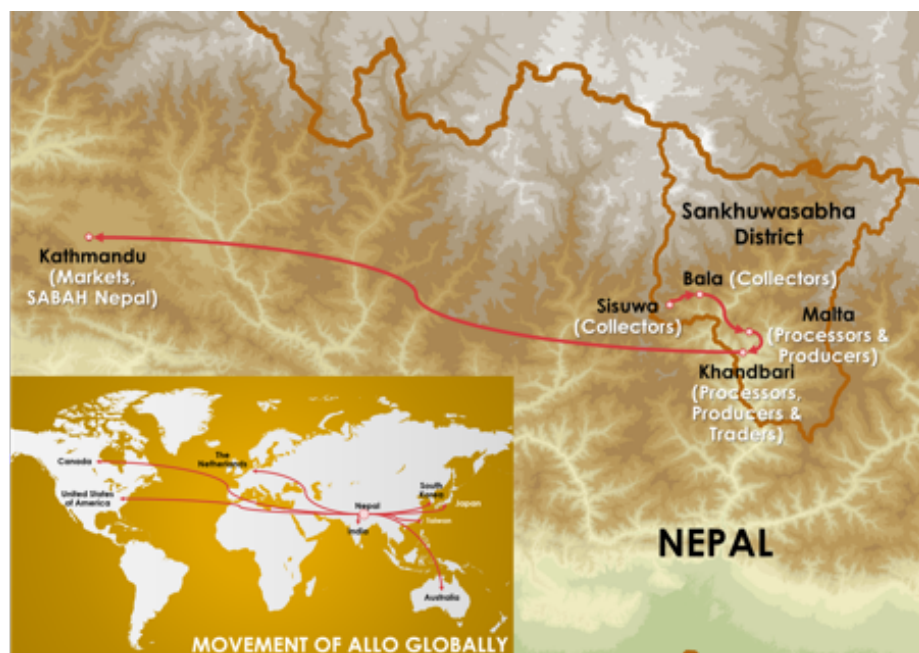 Sankhuwasabha
District
Kathmandu
(Markets,
SABAH Nepal)
Bala (Collectors)
Sisuwa
(Collectors)
Malta
(Processors &
Producers)
Khandbari
(Processors,
Producers &
Traders)
NEPAL
Canada
The
Netherlands
United States
of America
South
Korea
Japan
Nepal
Taiwan
India
Australia
MOVEMENT OF ALLO GLOBALLY